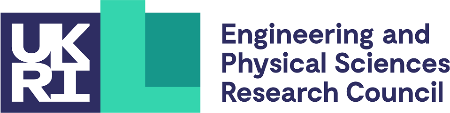 UK
RI
Engineering and
Physical Sciences
Research Council